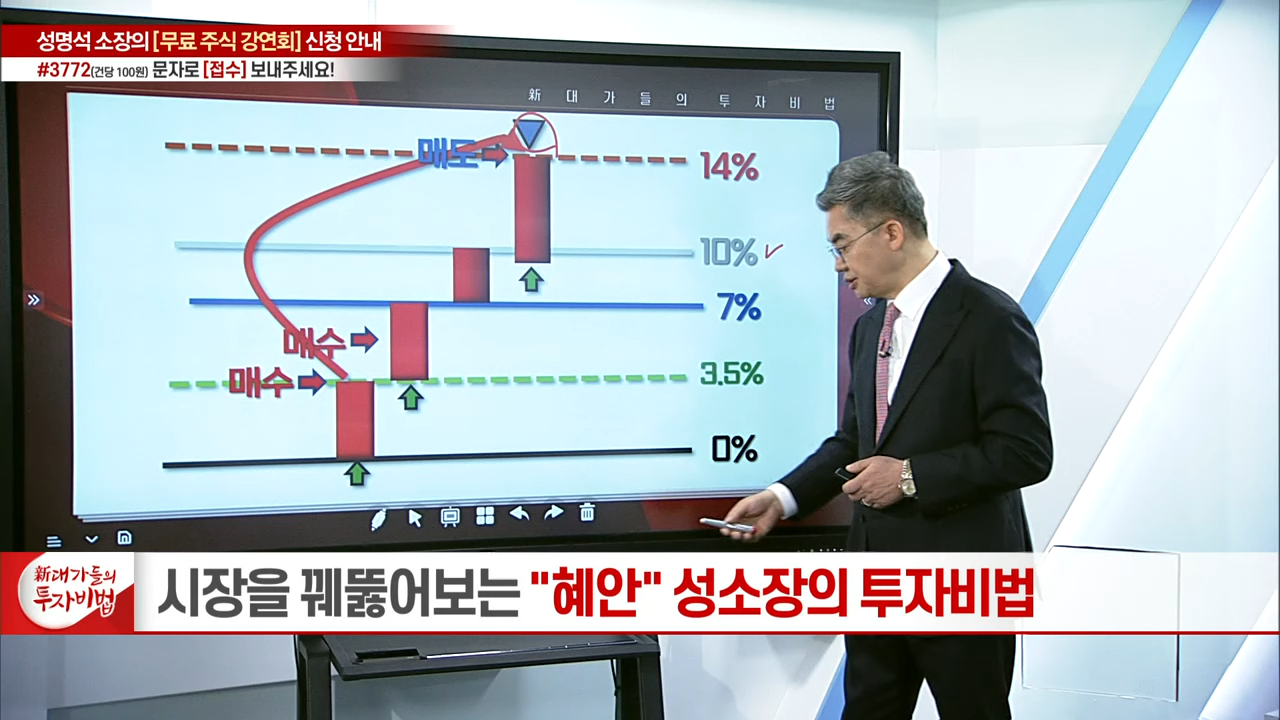 성명석 소장의 [무료 주식 강연회] 신청 안내
#3772(건당 100원) 문자로 [접수] 보내주세요!
新 대 가 들 의 투 자 비 법
매도
14%
10%
7%
매수
매수
3.5%
0%
新대가들의
투자비법
시장을 꿰뚫어보는 "혜안" 성소장의 투자비법